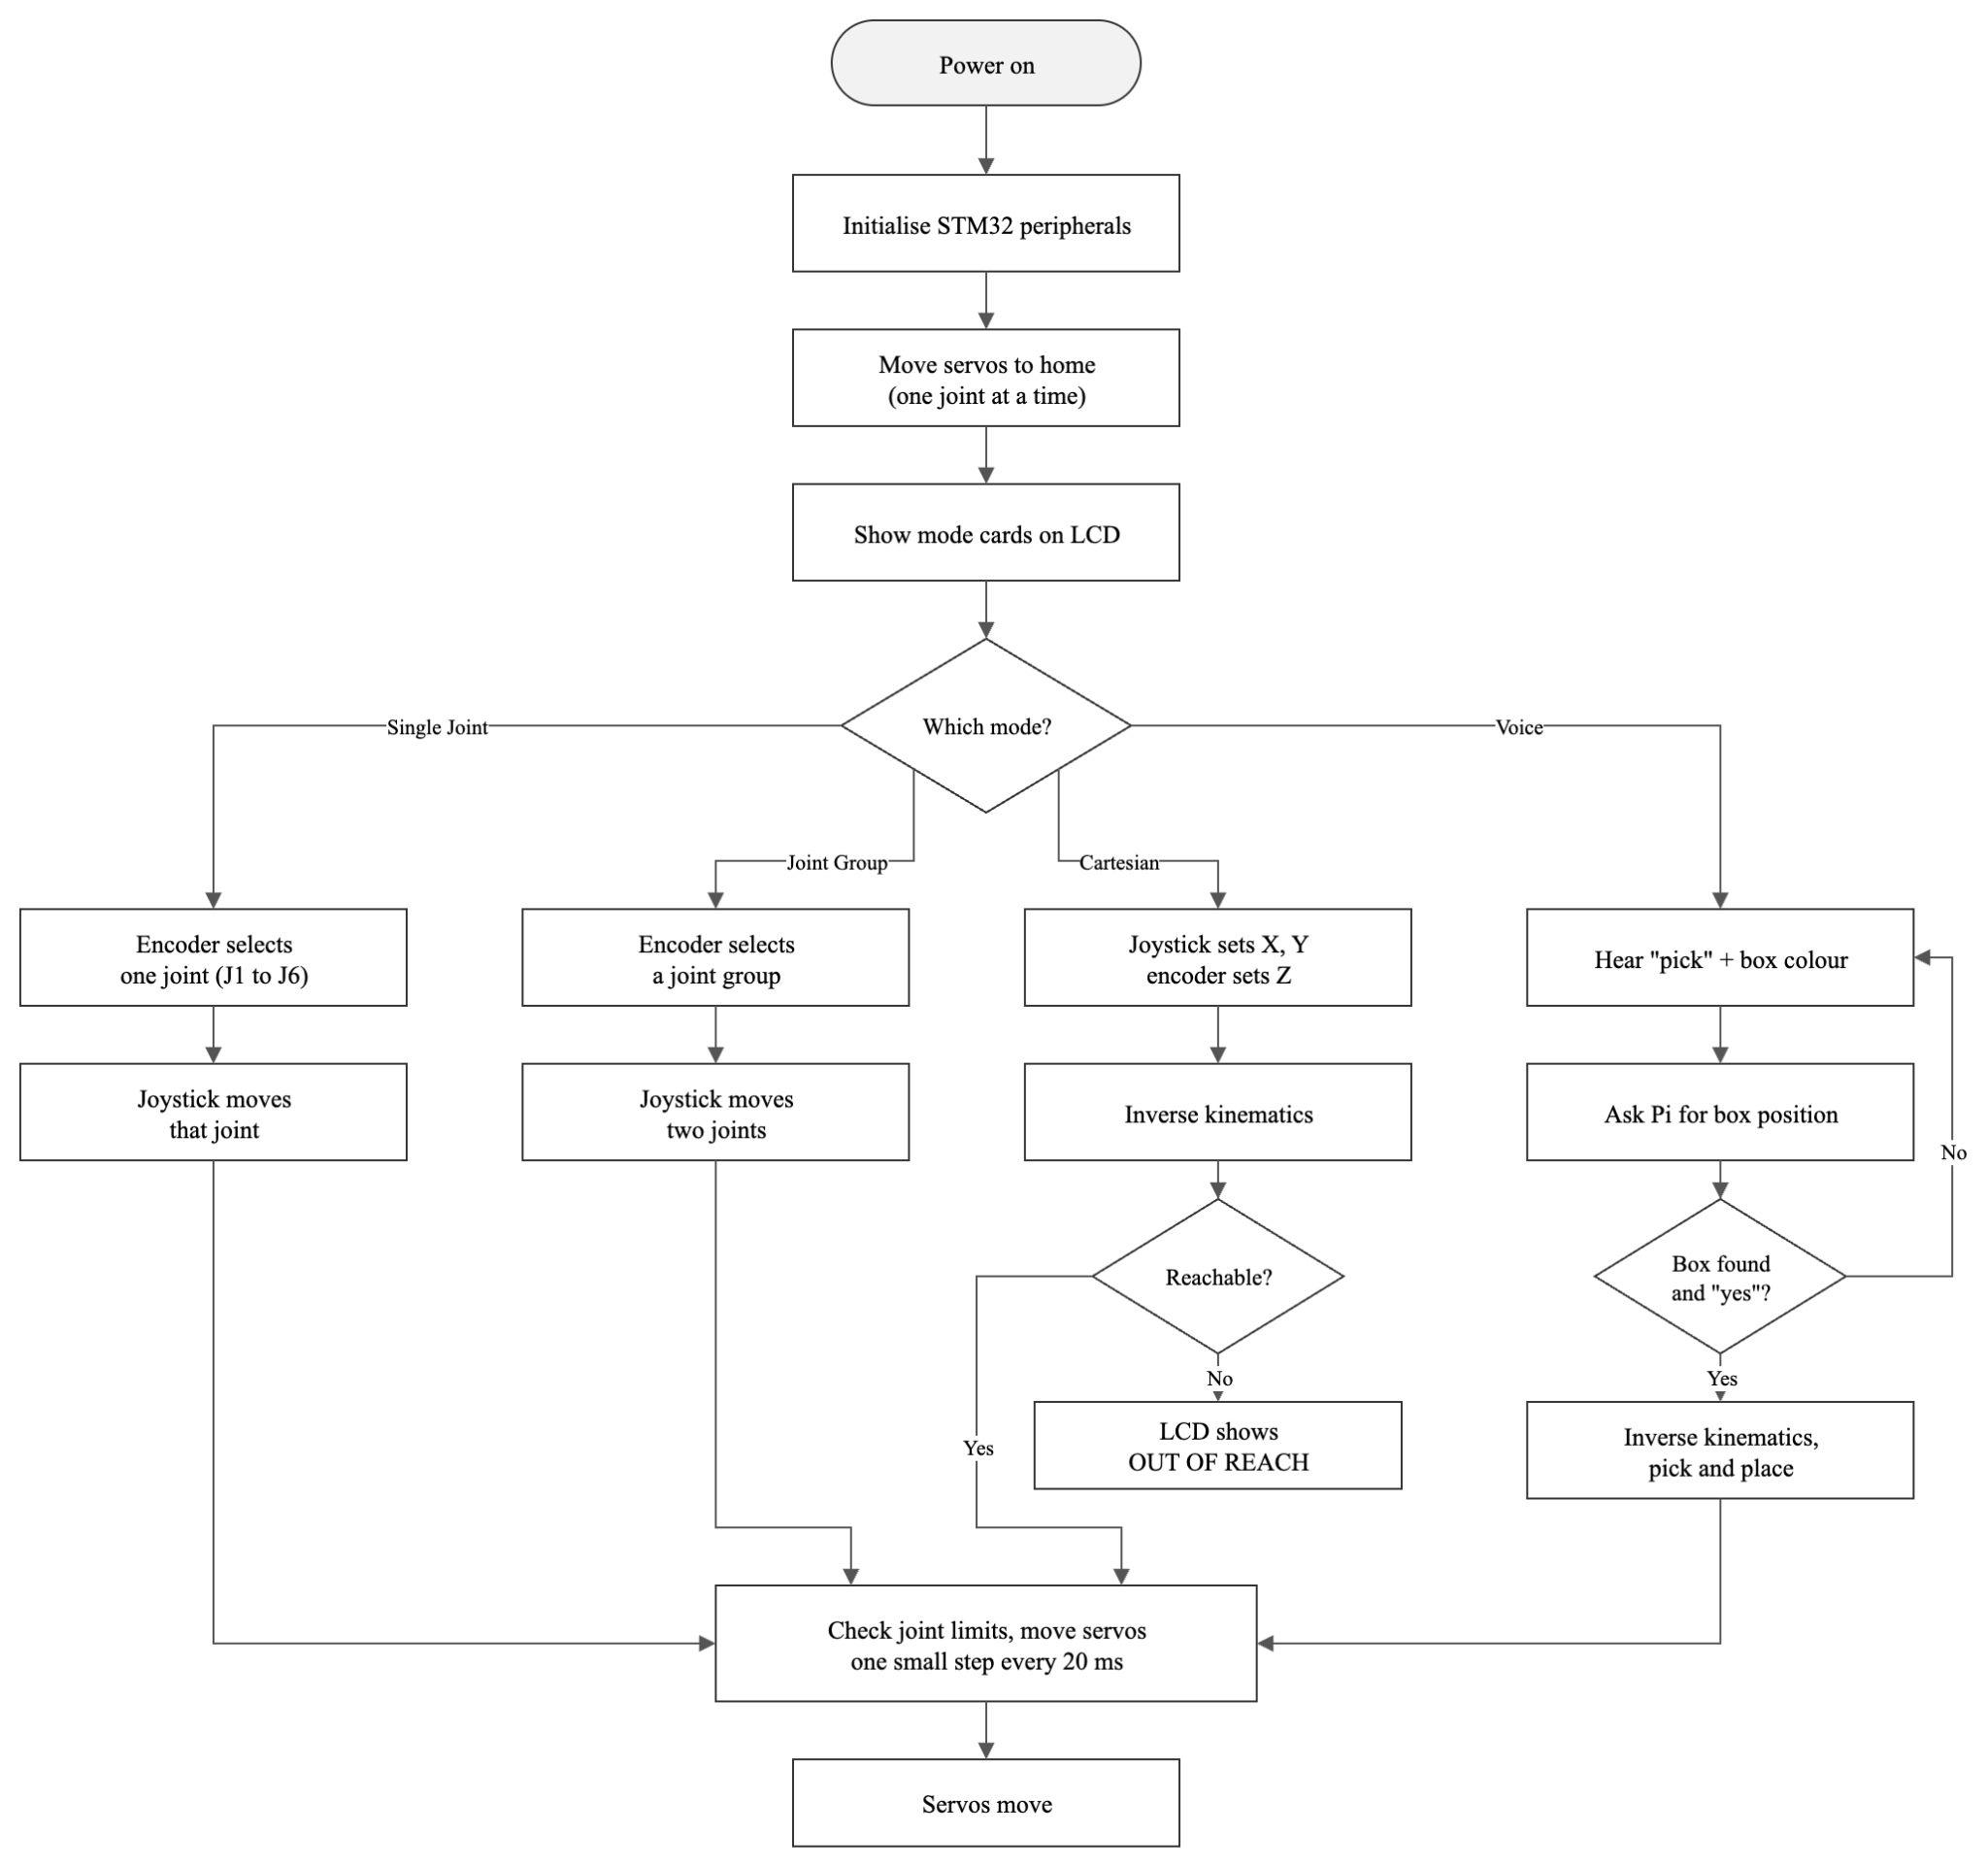 Power on
Initialise STM32 peripherals
Move servos to home
(one joint at a time)
Show mode cards on LCD
Which mode?
Single Joint
Voice
Joint Group
Cartesian
Encoder selects
one joint (J1 to J6)
Encoder selects
a joint group
Joystick sets X, Y
encoder sets Z
Hear "pick" + box colour
Joystick moves
that joint
Joystick moves
two joints
Inverse kinematics
Ask Pi for box position
No
Reachable?
Box found
and "yes"?
No
Yes
Yes
LCD shows
OUT OF REACH
Inverse kinematics,
pick and place
Check joint limits, move servos
one small step every 20 ms
Servos move